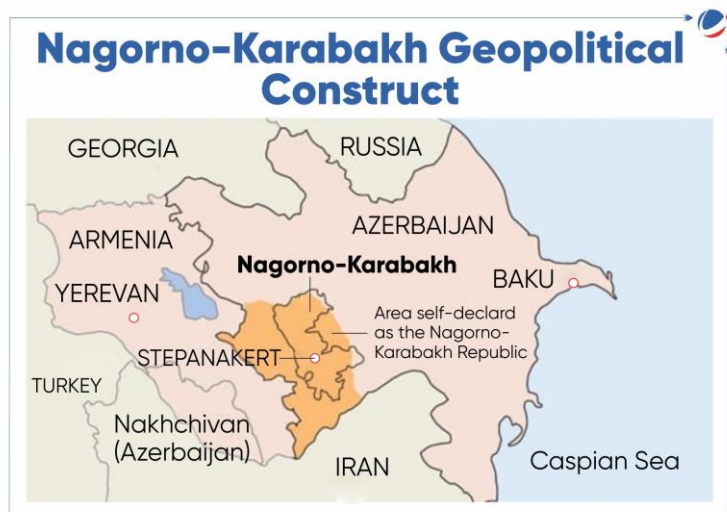 Nagorno-Karabakh Geopolitical
Construct
GEORGIA
RUSSIA
AZERBAIJAN
ARMENIA
Nagorno-Karabakh
BAKU
YEREVAN
Area self-declard
as the Nagorno-
Karabakh Republic
STEPANAKERT
TURKEY
Nakhchivan
(Azerbaijan)
IRAN
Caspian Sea